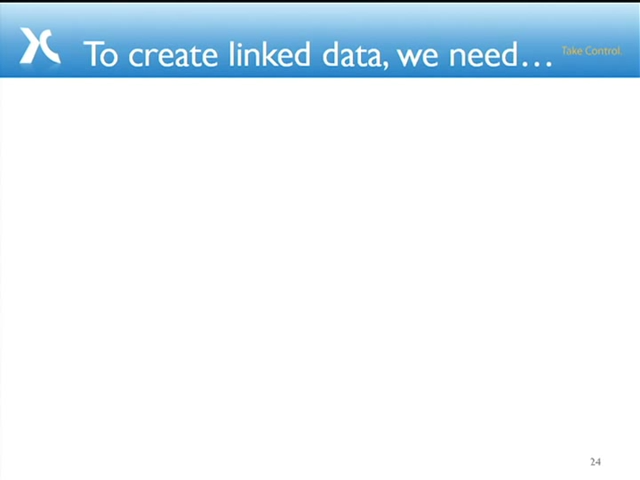 To create linked data, we need...
Take Control.
24